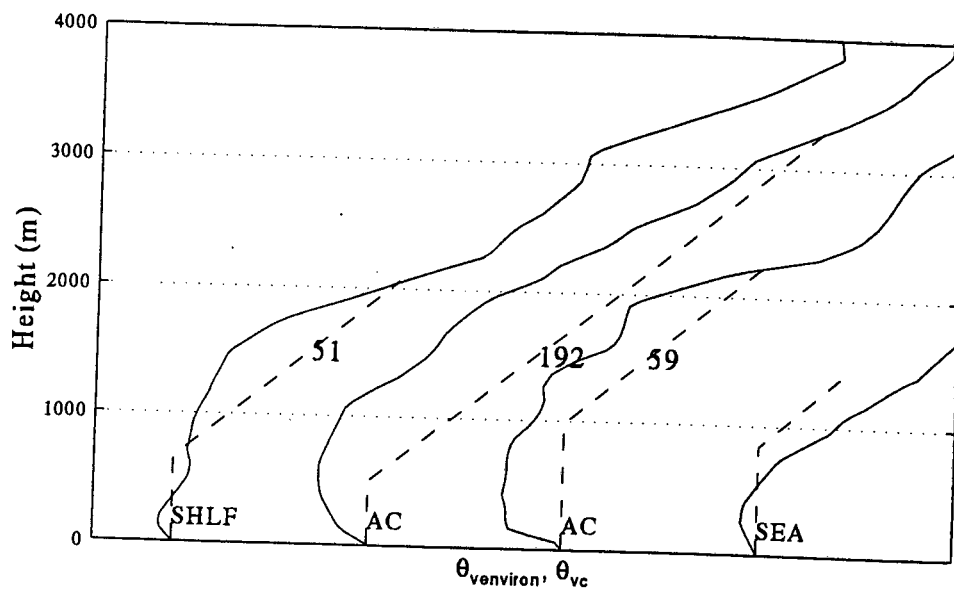 4000
3000
2000
1000
0
Height (m)
51
192
59
SHLF
AC
AC
SEA
θvenviron, θvc